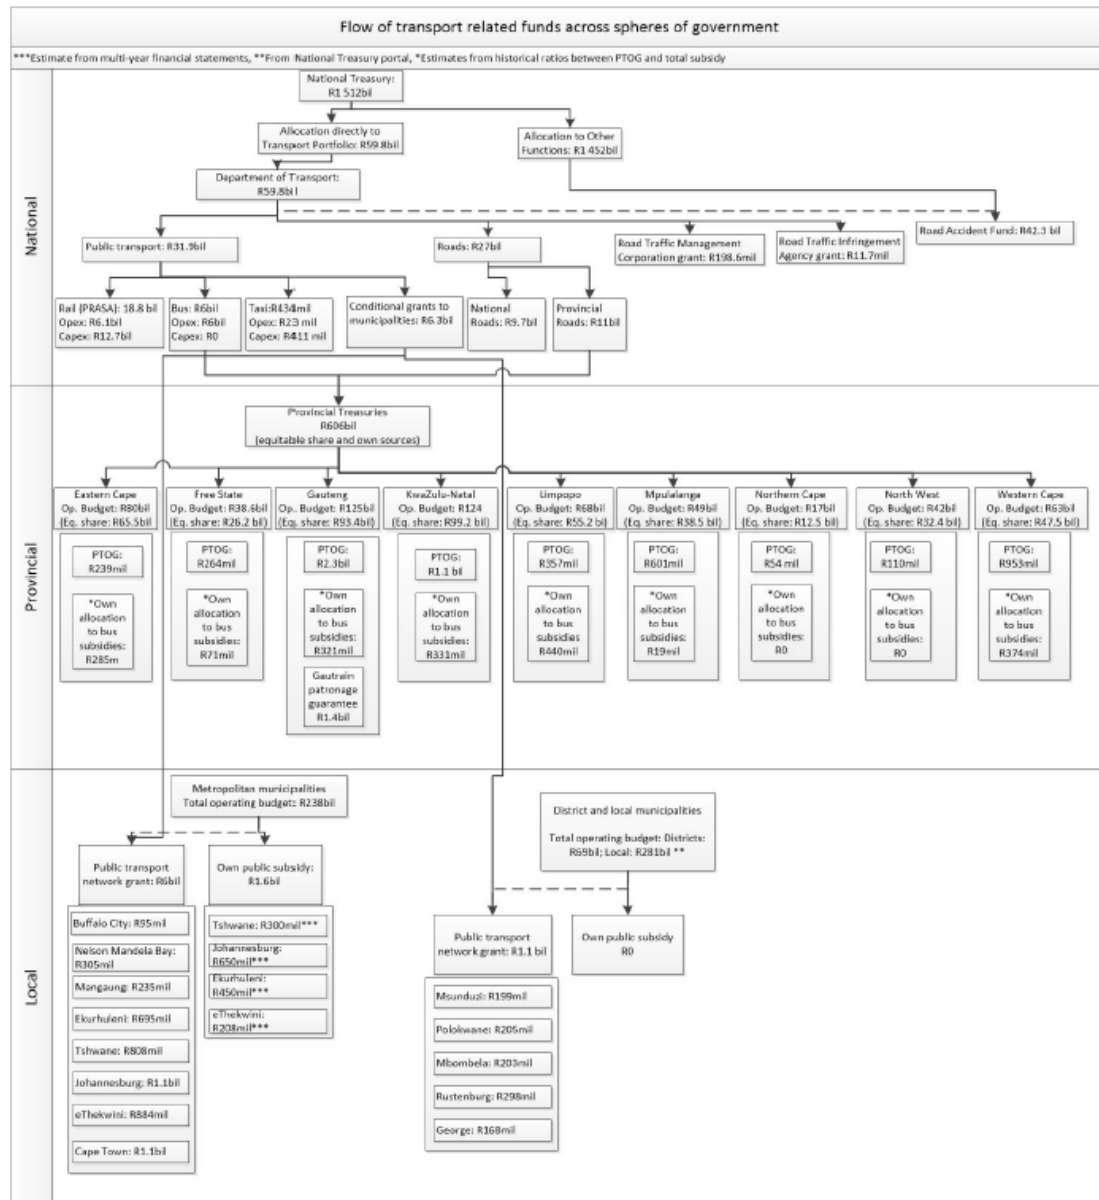 Flow of transport related funds across spheres of government
***Estimate from multi-year financial statements, **From National Treasury portal, *Estimates from historical ratios between PTOG and total subsidy
National
National Treasury:
R1 512bil
Allocation directly to
Transport Portfolio: R59.8bil
Allocation to Other
Functions: R1 452bil
Department of Transport:
R59.8bil
Public transport: R31.9bil
Roads: R27bil
Road Traffic Management
Corporation grant: R198.6mil
Road Traffic Infringement
Agency grant: R11.7mil
Road Accident Fund: R42.3 bil
Rail (PRASA): 18.8 bil
Opex: R6.1bil
Capex: R12.7bil
Bus: R6bil
Opex: R6bil
Capex: R0
Taxi:R434mil
Opex: R23 mil
Capex: R411 mil
Conditional grants to
municipalities: R6.3bil
National
Roads: R9.7bil
Provincial
Roads: R11bil
Provincial
Provincial Treasuries
R606bil
(equitable share and own sources)
Eastern Cape
Op. Budget: R80bil
(Eq. share: R65.5bil)
Free State
Op. Budget: R38.6bil
(Eq. share: R26.2 bil)
Gauteng
Op. Budget: R125bil
(Eq. share: R93.4bil)
KwaZulu-Natal
Op. Budget: R124
(Eq. share: R99.2 bil)
Limpopo
Op. Budget: R68bil
(Eq. share: R55.2 bl)
Mpulalanga
Op. Budget: R49bil
(Eq. share: R38.5 bil)
Northern Cape
Op. Budget: R17bil
(Eq. share: R12.5 bil)
North West
Op. Budget: R42bil
(Eq. share: R32.4 bil)
Western Cape
Op. Budget: R63bil
(Eq. share: R47.5 bil)
PTOG:
R239mil
*Own
allocation
to bus
subsidies:
R285m
PTOG:
R264mil
*Own
allocation
to bus
subsidies:
R71mil
PTOG:
R2.3bil
*Own
allocation
to bus
subsidies:
R321mil
Gautrain
patronage
guarantee
R1.4bil
PTOG:
R1.1 bil
*Own
allocation
to bus
subsidies:
R331mil
PTOG:
R357mil
*Own
allocation
to bus
subsidies
R440mil
PTOG:
R601mil
*Own
allocation
to bus
subsidies:
R19mil
PTOG:
R54 mil
*Own
allocation
to bus
subsidies:
R0
PTOG:
R110mil
*Own
allocation
to bus
subsidies:
R0
PTOG:
R953mil
*Own
allocation
to bus
subsidies:
R374mil
Local
Metropolitan municipalities
Total operating budget: R238bil
Public transport
network grant: R6bil
Buffalo City: R95mil
Nelson Mandela Bay:
R305mil
Mangaung: R235mil
Ekurhuleni: R695mil
Tshwane: R808mil
Johannesburg: R1.1bil
eThekwini: R884mil
Cape Town: R1.1bil
Own public subsidy:
R1.6bil
Tshwane: R300mil***
Johannesburg:
R650mil***
Ekurhuleni:
R450mil***
eThekwini:
R208mil***
District and local municipalities
Total operating budget: Districts:
R69bil; Local: R281bil **
Public transport
network grant: R1.1 bil
Msunduzi: R199mil
Polokwane: R205mil
Mbombela: R203mil
Rustenburg: R298mil
George: R168mil
Own public subsidy
R0